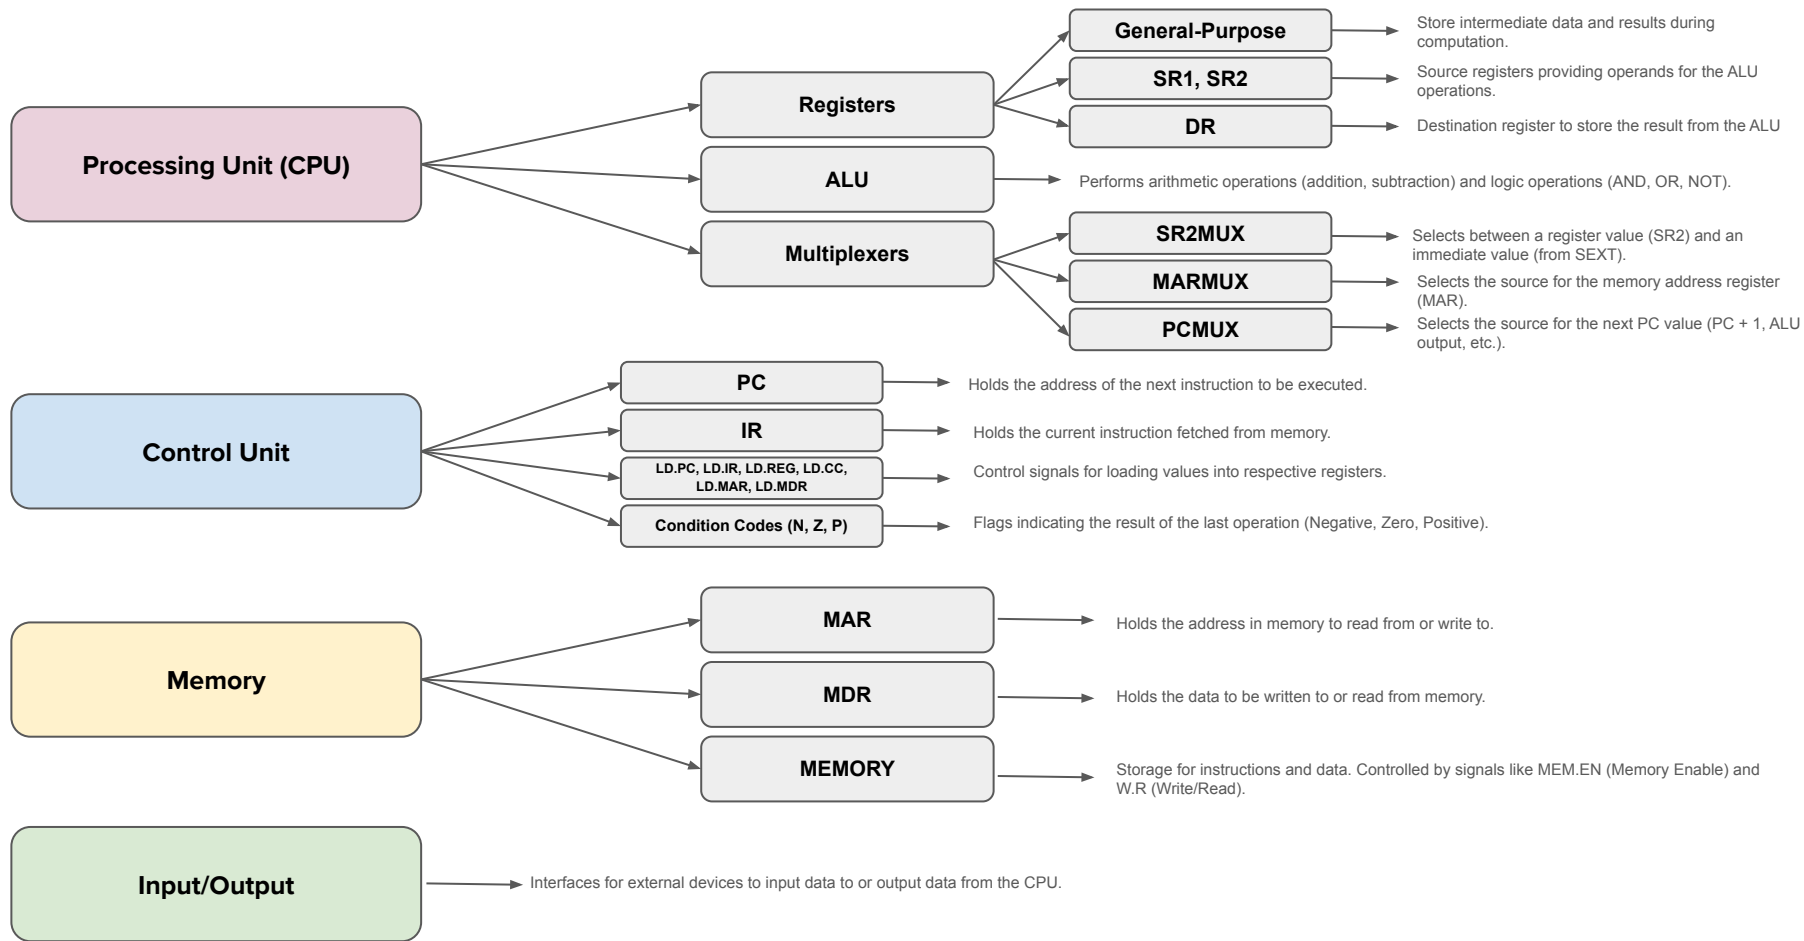 Processing Unit (CPU)
Registers
General-Purpose
Store intermediate data and results during
computation.
SR1, SR2
Source registers providing operands for the ALU
operations.
DR
Destination register to store the result from the ALU
ALU
Performs arithmetic operations (addition, subtraction) and logic operations (AND, OR, NOT).
Multiplexers
SR2MUX
Selects between a register value (SR2) and an
immediate value (from SEXT).
MARMUX
Selects the source for the memory address register
(MAR).
PCMUX
Selects the source for the next PC value (PC + 1, ALU
output, etc.).
Control Unit
PC
Holds the address of the next instruction to be executed.
IR
Holds the current instruction fetched from memory.
LD.PC, LD.IR, LD.REG, LD.CC,
LD.MAR, LD.MDR
Control signals for loading values into respective registers.
Condition Codes (N, Z, P)
Flags indicating the result of the last operation (Negative, Zero, Positive).
Memory
MAR
Holds the address in memory to read from or write to.
MDR
Holds the data to be written to or read from memory.
MEMORY
Storage for instructions and data. Controlled by signals like MEM.EN (Memory Enable) and
W.R (Write/Read).
Input/Output
Interfaces for external devices to input data to or output data from the CPU.